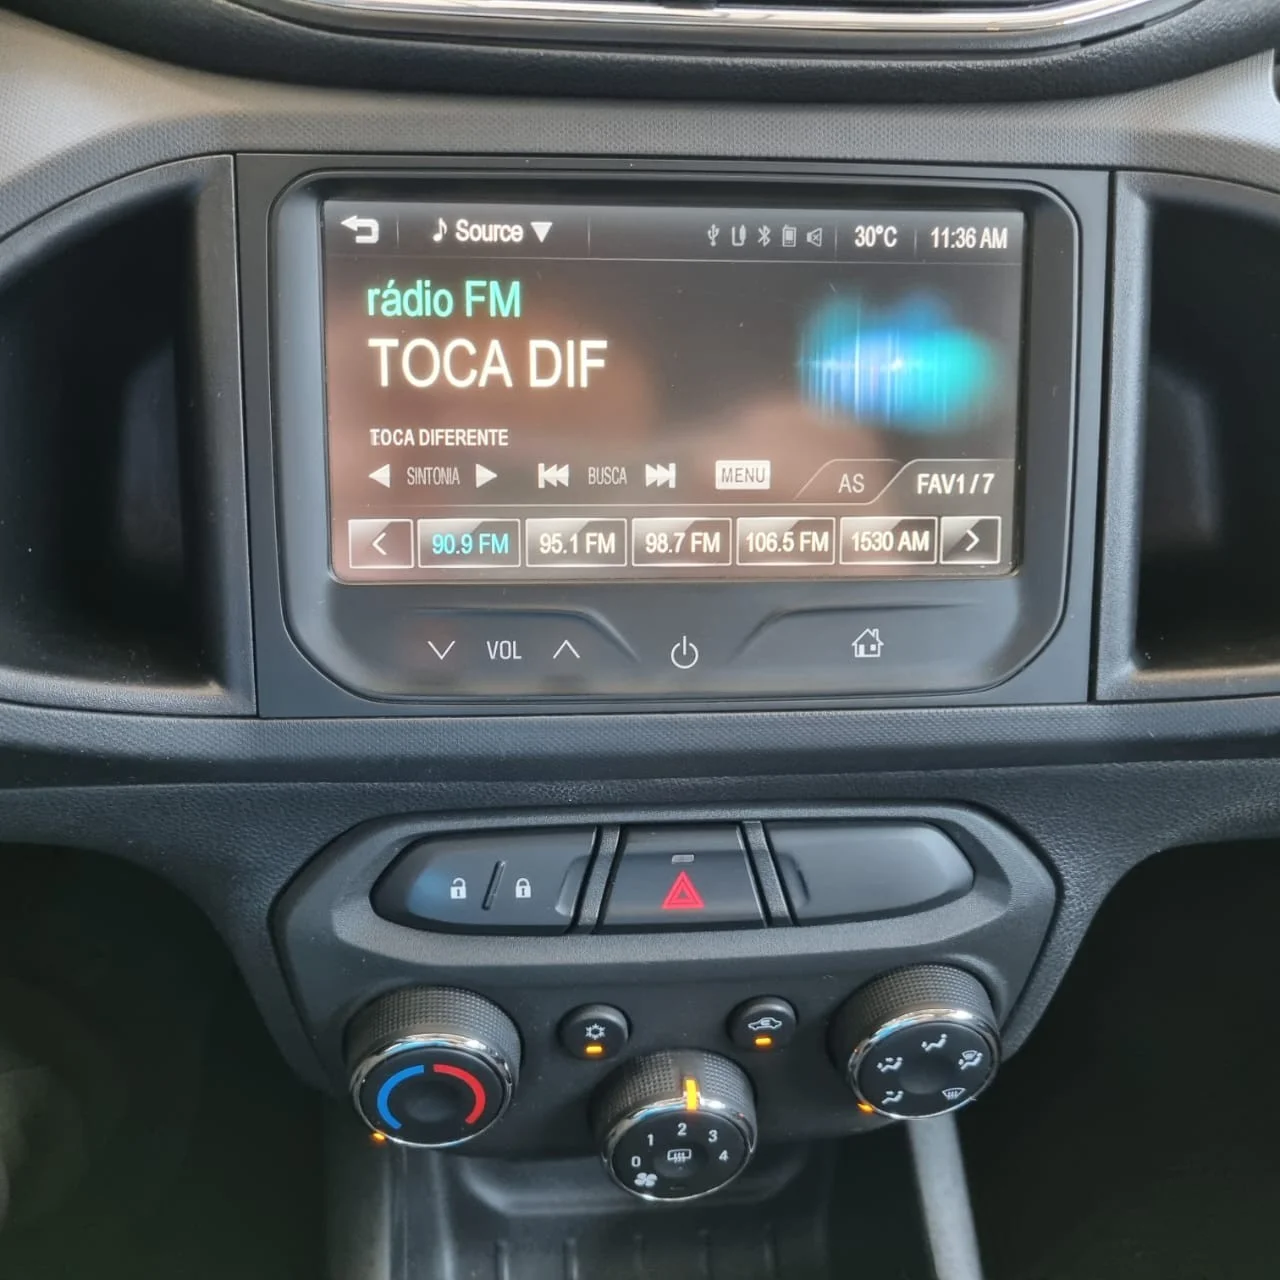 Source 30°C 11:36 AM
rádio FM
TOCA DIF
TOCA DIFERENTE
SINTONIA BUSCA MENU AS FAV1/7
90.9 FM 95.1 FM 98.7 FM 106.5 FM 1530 AM
VOL
0 1 2 3 4